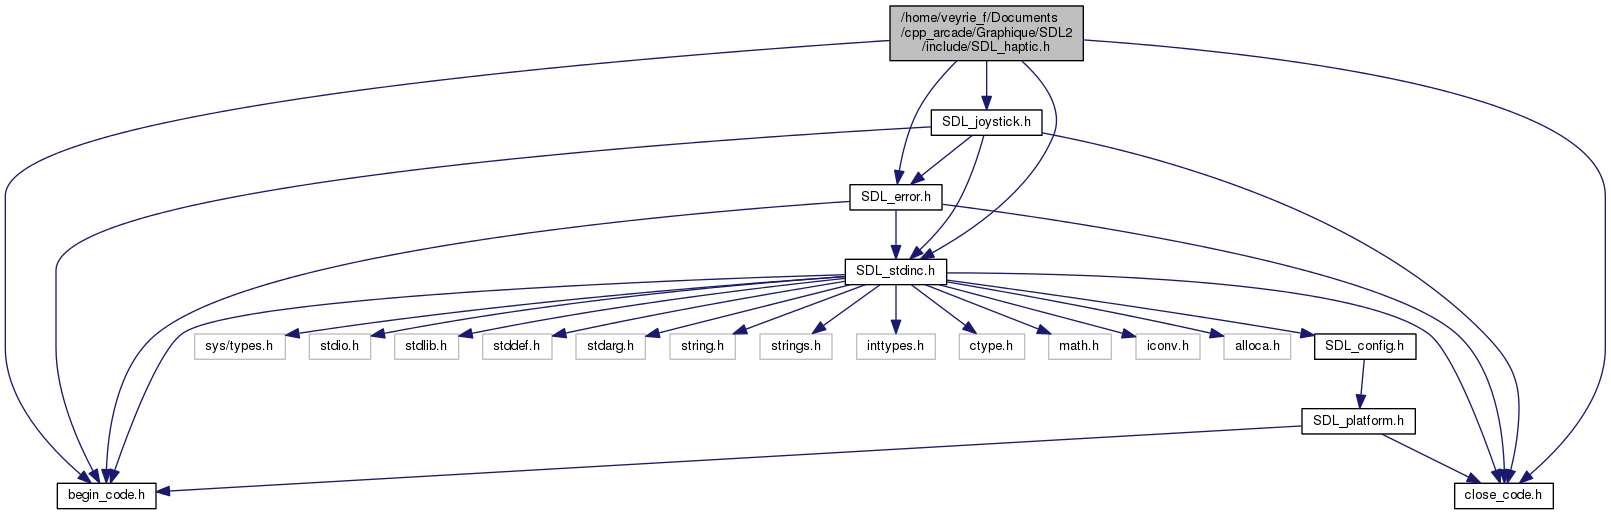 /home/veyrie_f/Documents
/cpp_arcade/Graphique/SDL2
/include/SDL_haptic.h
SDL_joystick.h
SDL_error.h
SDL_stdinc.h
sys/types.h
stdio.h
stdlib.h
stddef.h
stdarg.h
string.h
strings.h
inttypes.h
ctype.h
math.h
iconv.h
alloca.h
SDL_config.h
SDL_platform.h
begin_code.h
close_code.h